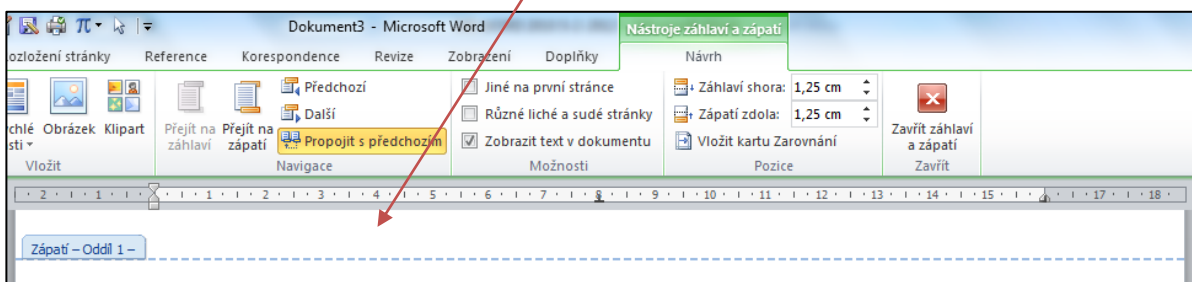 π
Dokument3 - Microsoft Word
Nástroje záhlaví a zápatí
ozložení stránky Reference Korespondence Revize Zobrazení Doplňky Návrh
Předchozí Jiné na první stránce Záhlaví shora: 1,25 cm
Další Různé liché a sudé stránky Zápatí zdola: 1,25 cm
Propojit s předchozím Zobrazit text v dokumentu Vložit kartu Zarovnání
chlé Obrázek Klipart Přejít na Přejít na Zavřít záhlaví
sti záhlaví zápatí a zápatí
Vložit Navigace Možnosti Pozice Zavřít
2 1 1 2 3 4 5 6 7 8 9 10 11 12 13 14 15 17 18
Zápatí – Oddíl 1 –